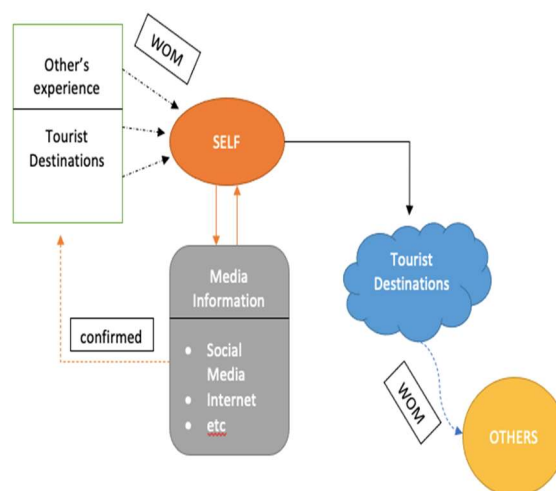 WOM
Other's
experience
Tourist
Destinations
SELF
Media
Information
• Social
Media
• Internet
• etc
confirmed
Tourist
Destinations
WOM
OTHERS